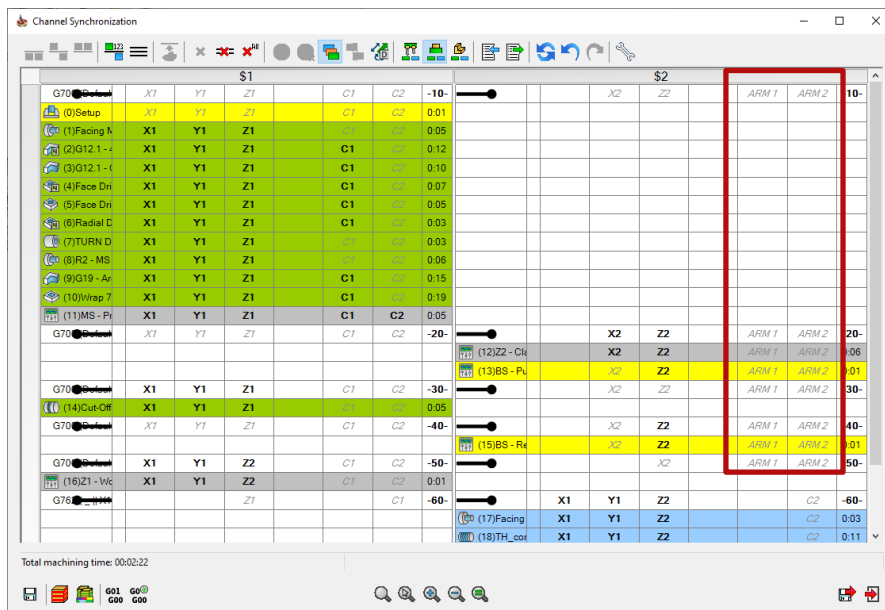 Channel Synchronization
123
All
$1 $2
G70 X1 Y1 Z1 C1 C2 -10- X2 Z2 ARM 1 ARM 2 10-
(0)Setup X1 Y1 Z1 C1 C2 0:01
(1)Facing M X1 Y1 Z1 C1 C2 0:05
(2)G12.1 - X1 Y1 Z1 C1 C2 0:12
(3)G12.1 - X1 Y1 Z1 C1 C2 0:10
(4)Face Dri X1 Y1 Z1 C1 C2 0:07
(5)Face Dri X1 Y1 Z1 C1 C2 0:05
(6)Radial D X1 Y1 Z1 C1 C2 0:03
(7)TURN D X1 Y1 Z1 C1 C2 0:03
(8)R2 - MS X1 Y1 Z1 C1 C2 0:06
(9)G19 - Ar X1 Y1 Z1 C1 C2 0:15
(10)Wrap 7 X1 Y1 Z1 C1 C2 0:19
(11)MS - Pr X1 Y1 Z1 C1 C2 0:05
G70 X1 Y1 Z1 C1 C2 -20- X2 Z2 ARM 1 ARM 2 20-
(12)Z2 - Cla X2 Z2 ARM 1 ARM 2 0:06
(13)BS - Pu X2 Z2 ARM 1 ARM 2 0:01
G70 X1 Y1 Z1 C1 C2 -30- X2 Z2 ARM 1 ARM 2 30-
(14)Cut-Off X1 Y1 Z1 C1 C2 0:05
G70 X1 Y1 Z1 C1 C2 -40- X2 Z2 ARM 1 ARM 2 40-
(15)BS - Re X2 Z2 ARM 1 ARM 2 0:01
G70 X1 Y1 Z2 C1 C2 -50- X2 ARM 1 ARM 2 50-
(16)Z1 - Wo X1 Y1 Z2 C1 C2 0:01
G76 Z1 C1 -60- X1 Y1 Z2 C2 -60-
(17)Facing X1 Y1 Z2 C2 0:03
(18)TH_cor X1 Y1 Z2 C2 0:11
Total machining time: 00:02:22
G01 G00
G00 G00